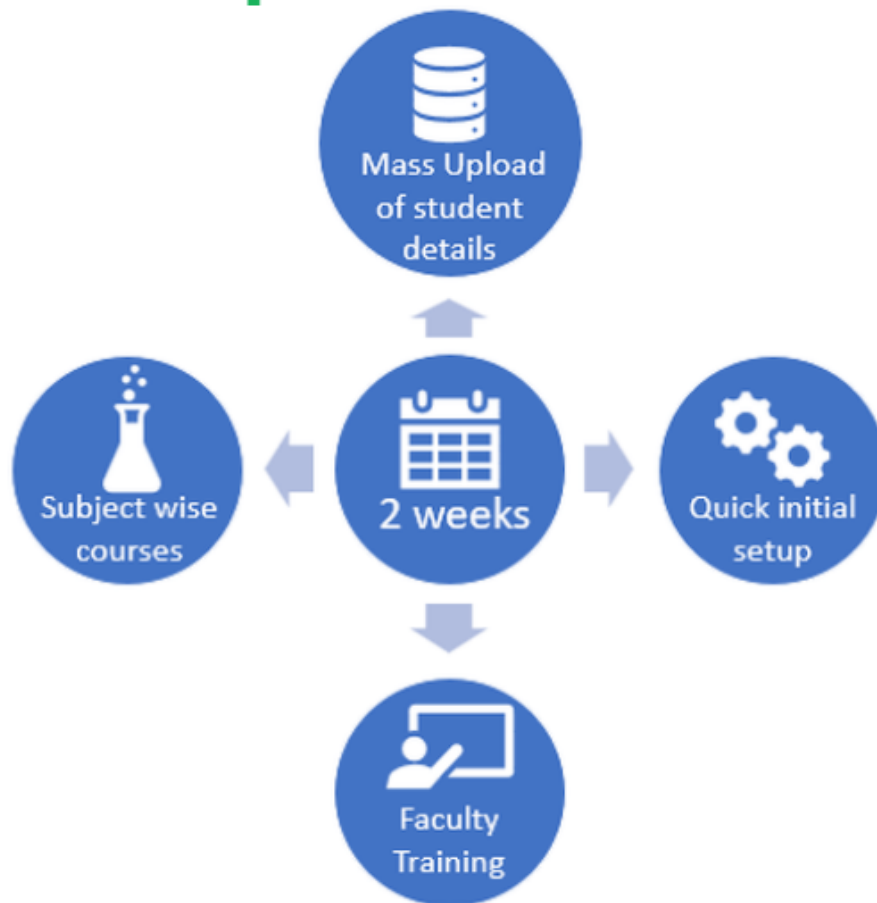 Mass Upload
of student
details
Subject wise
courses
2 weeks
Quick initial
setup
Faculty
Training